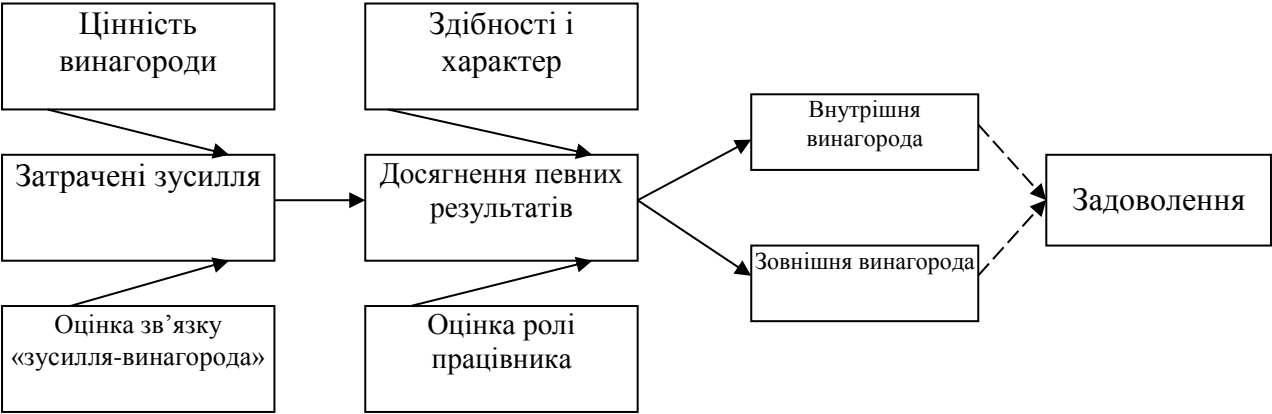 Цінність
винагороди
Здібності і
характер
Внутрішня
винагорода
Затрачені зусилля
Досягнення певних
результатів
Задоволення
Зовнішня винагорода
Оцінка зв’язку
«зусилля-винагорода»
Оцінка ролі
працівника